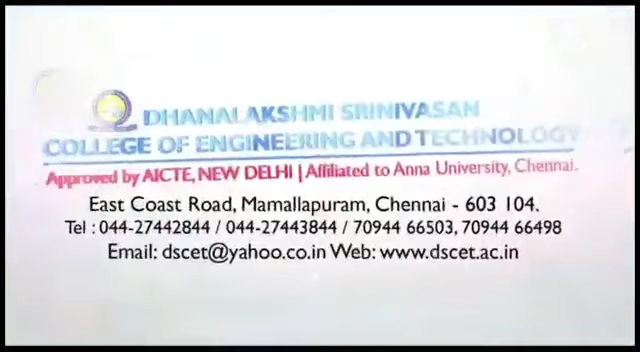 DHANALAKSHMI SRINIVASAN
COLLEGE OF ENGINEERING AND TECHNOLOGY
Approved by AICTE, NEW DELHI | Affiliated to Anna University, Chennai.
East Coast Road, Mamallapuram, Chennai - 603 104.
Tel : 044-27442844 / 044-27443844 / 70944 66503, 70944 66498
Email: dscet@yahoo.co.in Web: www.dscet.ac.in